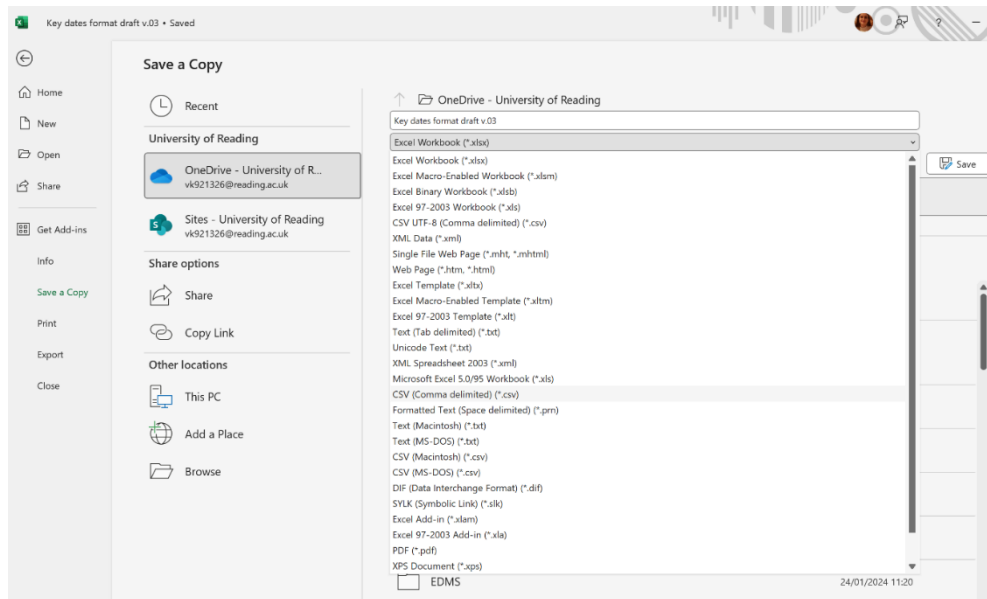 Key dates format draft v.03 • Saved
?
Save a Copy
Home
New
Open
Share
Get Add-ins
Info
Save a Copy
Print
Export
Close
Recent
University of Reading
OneDrive - University of R...
vk921326@reading.ac.uk
Sites - University of Reading
vk921326@reading.ac.uk
Share options
Share
Copy Link
Other locations
This PC
Add a Place
Browse
OneDrive - University of Reading
Key dates format draft v.03
Excel Workbook (*.xlsx)
Save
Excel Workbook (*.xlsx)
Excel Macro-Enabled Workbook (*.xlsm)
Excel Binary Workbook (*.xlsb)
Excel 97-2003 Workbook (*.xls)
CSV UTF-8 (Comma delimited) (*.csv)
XML Data (*.xml)
Single File Web Page (*.mht, *.mhtml)
Web Page (*.htm, *.html)
Excel Template (*.xltx)
Excel Macro-Enabled Template (*.xltm)
Excel 97-2003 Template (*.xlt)
Text (Tab delimited) (*.txt)
Unicode Text (*.txt)
XML Spreadsheet 2003 (*.xml)
Microsoft Excel 5.0/95 Workbook (*.xls)
CSV (Comma delimited) (*.csv)
Formatted Text (Space delimited) (*.prn)
Text (Macintosh) (*.txt)
Text (MS-DOS) (*.txt)
CSV (Macintosh) (*.csv)
CSV (MS-DOS) (*.csv)
DIF (Data Interchange Format) (*.dif)
SYLK (Symbolic Link) (*.slk)
Excel Add-in (*.xlam)
Excel 97-2003 Add-in (*.xla)
PDF (*.pdf)
XPS Document (*.xps)
EDMS 24/01/2024 11:20